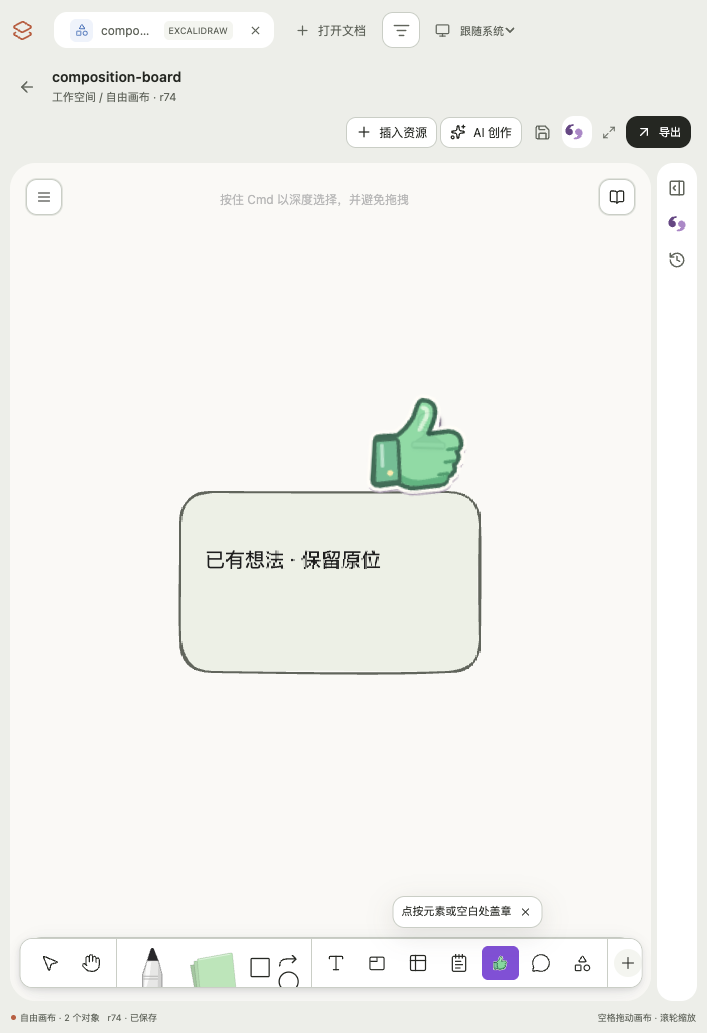 compo...
EXCALIDRAW
打开文档
跟随系统
composition-board
工作空间 / 自由画布 · r74
插入资源
AI 创作
导出
按住 Cmd 以深度选择，并避免拖拽
已有想法 · 保留原位
点按元素或空白处盖章
T
自由画布 · 2 个对象 r74 · 已保存
空格拖动画布 · 滚轮缩放